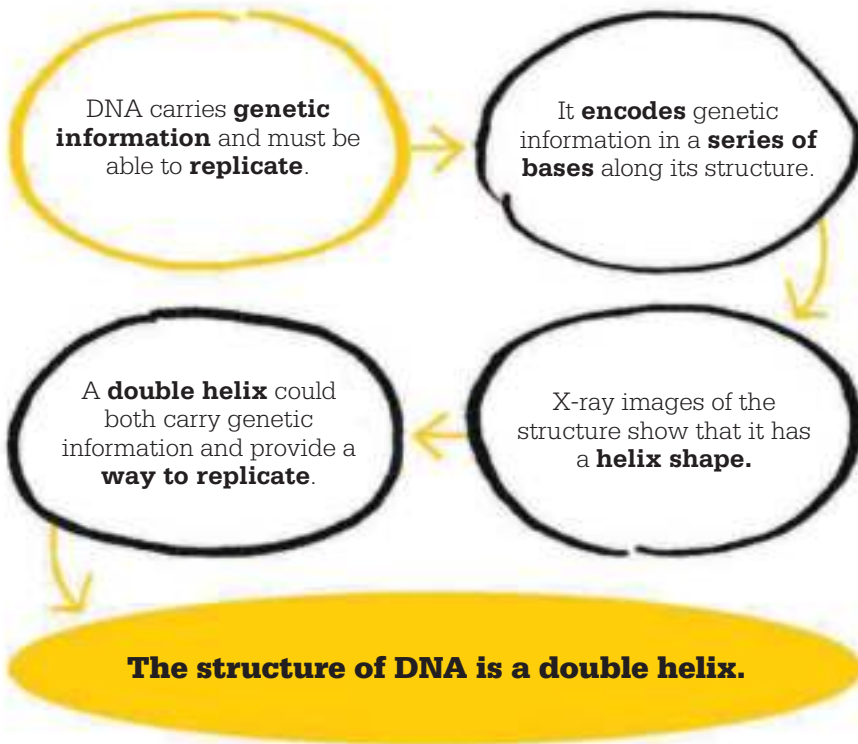 DNA carries genetic
information and must be
able to replicate.
It encodes genetic
information in a series of
bases along its structure.
X-ray images of the
structure show that it has
a helix shape.
A double helix could
both carry genetic
information and provide a
way to replicate.
The structure of DNA is a double helix.